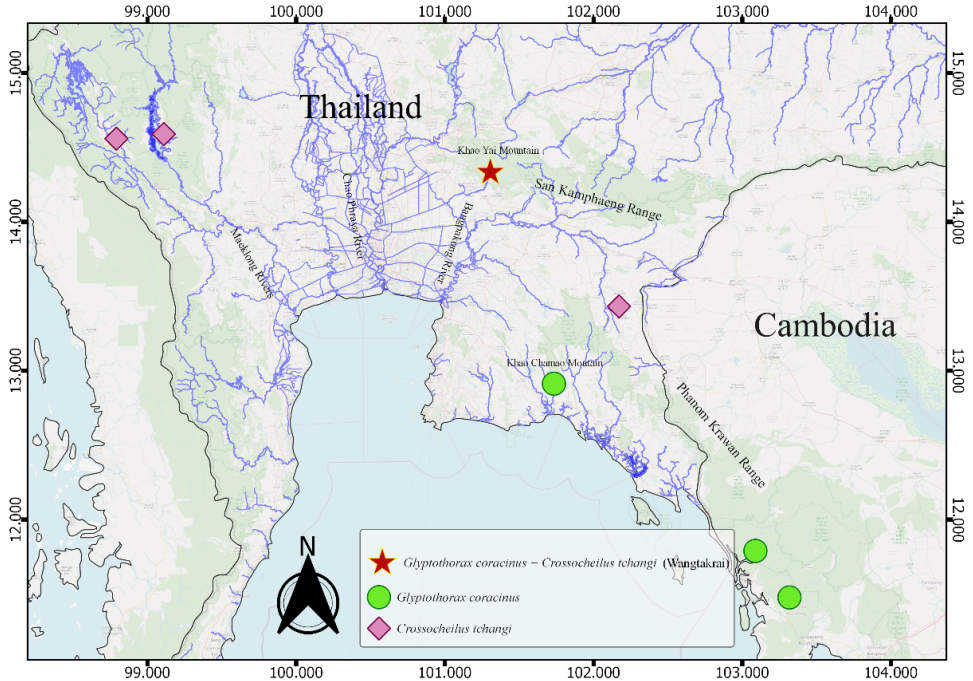 99.000 100.000 101.000 102.000 103.000 104.000
15.000
15.000
Thailand
Khao Yai Mountain
San Kamphaeng Range
Chao Phraya River
Bangpakong River
14.000
14.000
Maeklong Rivers
Cambodia
Khao Chamao Mountain
13.000
13.000
Phanom Krawan Range
12.000
12.000
N
Glyptothorax coracinus – Crossocheilus tchangi (Wangtakrai)
Glyptothorax coracinus
Crossocheilus tchangi
99.000 100.000 101.000 102.000 103.000 104.000